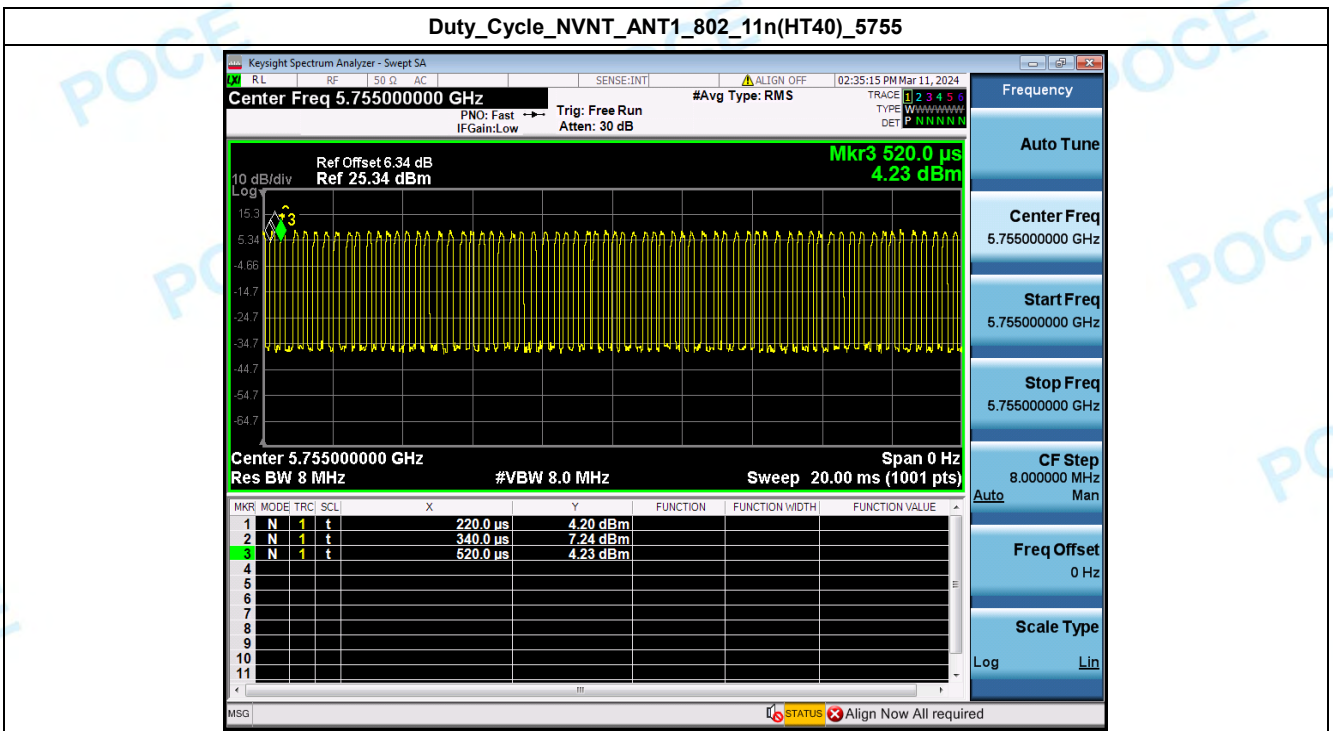 Duty_Cycle_NVNT_ANT1_802_11n(HT40)_5755
Keysight Spectrum Analyzer - Swept SA
LXI RL RF 50 Ω AC SENSE:INT ALIGN OFF 02:35:15 PM Mar 11, 2024
Center Freq 5.755000000 GHz
PNO: Fast
IFGain:Low
Trig: Free Run
Atten: 30 dB
#Avg Type: RMS
TRACE 1 2 3 4 5 6
TYPE WWWWWW
DET P N N N N N
Mkr3 520.0 µs
4.23 dBm
Ref Offset 6.34 dB
10 dB/div Ref 25.34 dBm
Log
15.3
5.34
-4.66
-14.7
-24.7
-34.7
-44.7
-54.7
-64.7
3
Center 5.755000000 GHz Span 0 Hz
Res BW 8 MHz #VBW 8.0 MHz Sweep 20.00 ms (1001 pts)
MKR MODE TRC SCL X Y FUNCTION FUNCTION WIDTH FUNCTION VALUE
1 N 1 t 220.0 µs 4.20 dBm
2 N 1 t 340.0 µs 7.24 dBm
3 N 1 t 520.0 µs 4.23 dBm
4
5
6
7
8
9
10
11
MSG STATUS Align Now All required
Frequency
Auto Tune
Center Freq
5.755000000 GHz
Start Freq
5.755000000 GHz
Stop Freq
5.755000000 GHz
CF Step
8.000000 MHz
Auto Man
Freq Offset
0 Hz
Scale Type
Log Lin
POCE
POCE
POCE
POCE